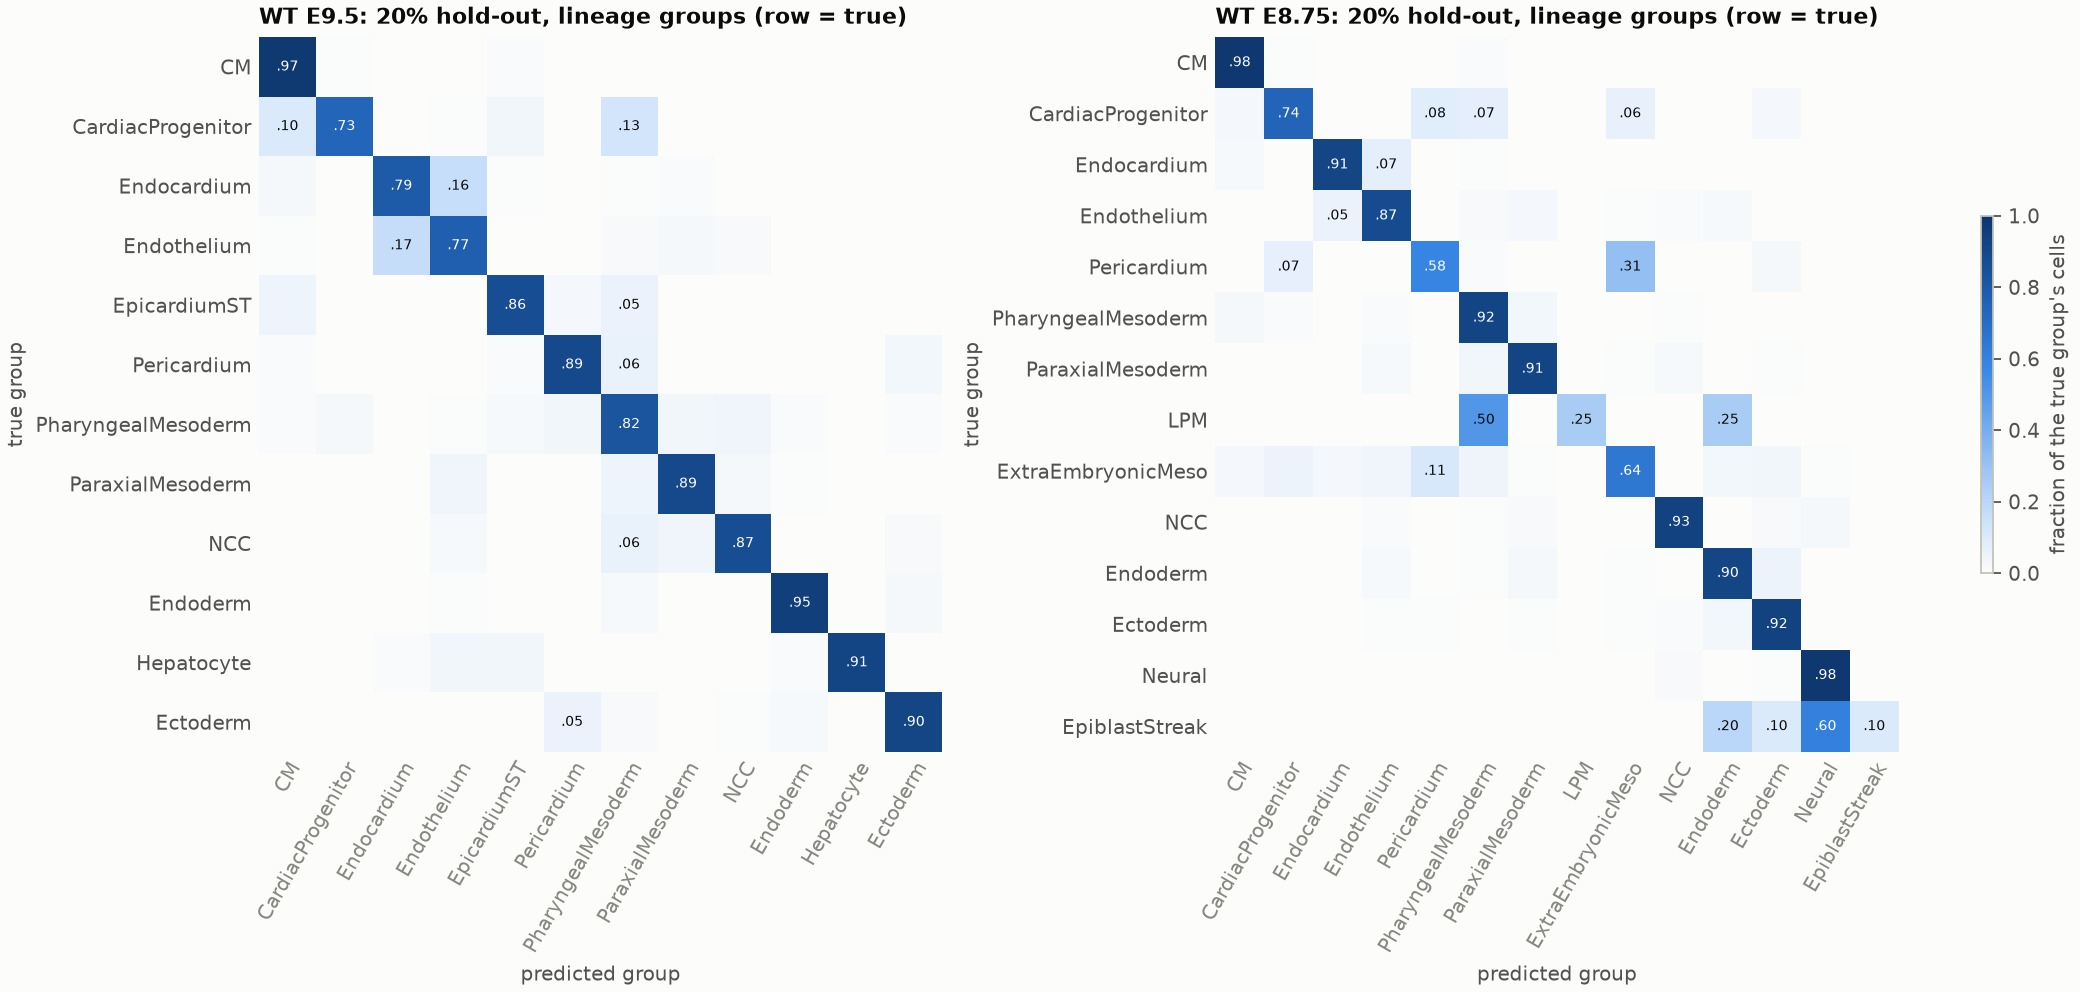 WT E9.5: 20% hold-out, lineage groups (row = true)
true group
CM
.97
CardiacProgenitor
.10 .73 .13
Endocardium
.79 .16
Endothelium
.17 .77
EpicardiumST
.86 .05
Pericardium
.89 .06
PharyngealMesoderm
.82
ParaxialMesoderm
.89
NCC
.06 .87
Endoderm
.95
Hepatocyte
.91
Ectoderm
.05 .90
CM
CardiacProgenitor
Endocardium
Endothelium
EpicardiumST
Pericardium
PharyngealMesoderm
ParaxialMesoderm
NCC
Endoderm
Hepatocyte
Ectoderm
predicted group
WT E8.75: 20% hold-out, lineage groups (row = true)
true group
CM
.98
CardiacProgenitor
.74 .08 .07 .06
Endocardium
.91 .07
Endothelium
.05 .87
Pericardium
.07 .58 .31
PharyngealMesoderm
.92
ParaxialMesoderm
.91
LPM
.50 .25 .25
ExtraEmbryonicMeso
.11 .64
NCC
.93
Endoderm
.90
Ectoderm
.92
Neural
.98
EpiblastStreak
.20 .10 .60 .10
CM
CardiacProgenitor
Endocardium
Endothelium
Pericardium
PharyngealMesoderm
ParaxialMesoderm
LPM
ExtraEmbryonicMeso
NCC
Endoderm
Ectoderm
Neural
EpiblastStreak
predicted group
1.0
0.8
0.6
0.4
0.2
0.0
fraction of the true group's cells